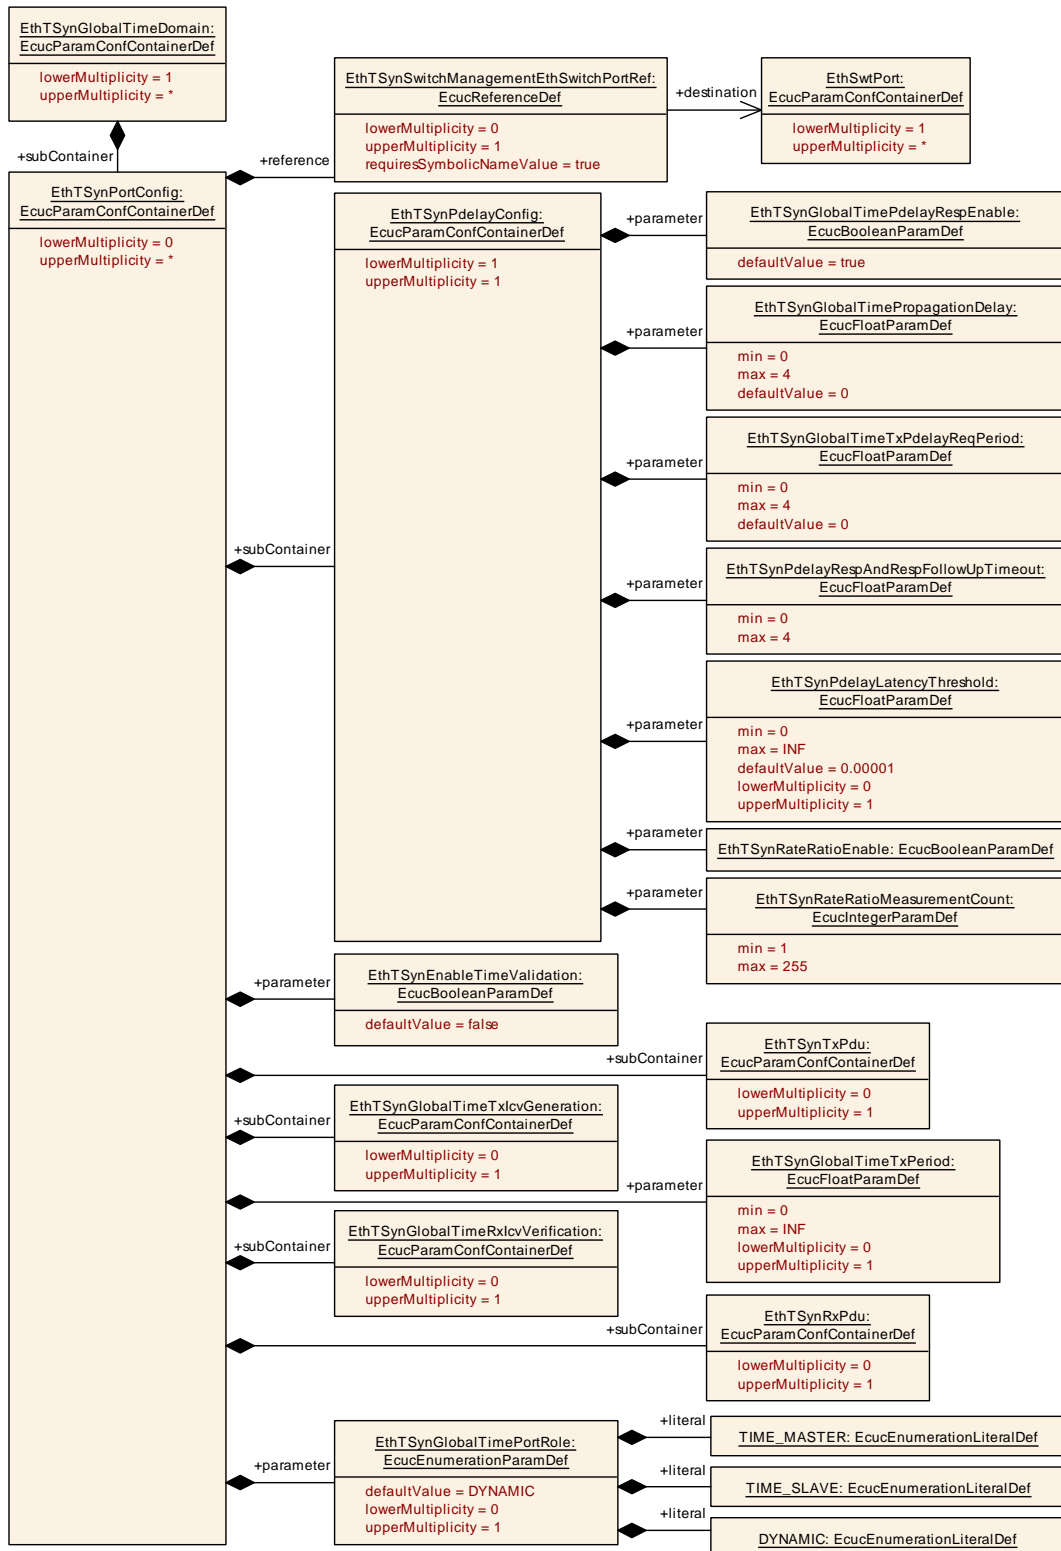 EthTSynGlobalTimeDomain:
EcucParamConfContainerDef
lowerMultiplicity = 1
upperMultiplicity = *
+subContainer
EthTSynPortConfig:
EcucParamConfContainerDef
lowerMultiplicity = 0
upperMultiplicity = *
+reference
EthTSynSwitchManagementEthSwitchPortRef:
EcucReferenceDef
lowerMultiplicity = 0
upperMultiplicity = 1
requiresSymbolicNameValue = true
+destination
EthSwtPort:
EcucParamConfContainerDef
lowerMultiplicity = 1
upperMultiplicity = *
+subContainer
EthTSynPdelayConfig:
EcucParamConfContainerDef
lowerMultiplicity = 1
upperMultiplicity = 1
+parameter
EthTSynGlobalTimePdelayRespEnable:
EcucBooleanParamDef
defaultValue = true
+parameter
EthTSynGlobalTimePropagationDelay:
EcucFloatParamDef
min = 0
max = 4
defaultValue = 0
+parameter
EthTSynGlobalTimeTxPdelayReqPeriod:
EcucFloatParamDef
min = 0
max = 4
defaultValue = 0
+parameter
EthTSynPdelayRespAndRespFollowUpTimeout:
EcucFloatParamDef
min = 0
max = 4
+parameter
EthTSynPdelayLatencyThreshold:
EcucFloatParamDef
min = 0
max = INF
defaultValue = 0.00001
lowerMultiplicity = 0
upperMultiplicity = 1
+parameter
EthTSynRateRatioEnable: EcucBooleanParamDef
+parameter
EthTSynRateRatioMeasurementCount:
EcucIntegerParamDef
min = 1
max = 255
+parameter
EthTSynEnableTimeValidation:
EcucBooleanParamDef
defaultValue = false
+subContainer
EthTSynTxPdu:
EcucParamConfContainerDef
lowerMultiplicity = 0
upperMultiplicity = 1
+subContainer
EthTSynGlobalTimeTxIcvGeneration:
EcucParamConfContainerDef
lowerMultiplicity = 0
upperMultiplicity = 1
+parameter
EthTSynGlobalTimeTxPeriod:
EcucFloatParamDef
min = 0
max = INF
lowerMultiplicity = 0
upperMultiplicity = 1
+subContainer
EthTSynGlobalTimeRxIcvVerification:
EcucParamConfContainerDef
lowerMultiplicity = 0
upperMultiplicity = 1
+subContainer
EthTSynRxPdu:
EcucParamConfContainerDef
lowerMultiplicity = 0
upperMultiplicity = 1
+parameter
EthTSynGlobalTimePortRole:
EcucEnumerationParamDef
defaultValue = DYNAMIC
lowerMultiplicity = 0
upperMultiplicity = 1
+literal
TIME_MASTER: EcucEnumerationLiteralDef
+literal
TIME_SLAVE: EcucEnumerationLiteralDef
+literal
DYNAMIC: EcucEnumerationLiteralDef